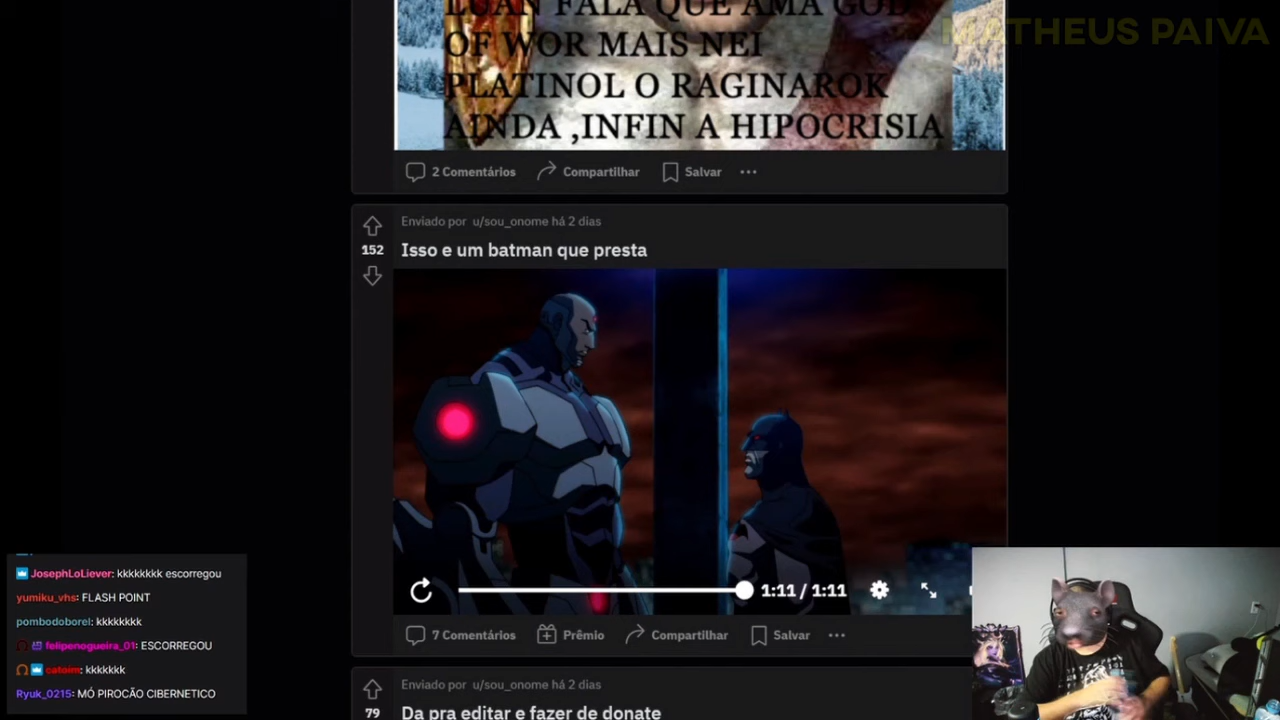 LUAN FALA QUE AMA GOD
OF WOR MAIS NEI
PLATINOL O RAGINAROK
AINDA ,INFIN A HIPOCRISIA
MATHEUS PAIVA
2 Comentários Compartilhar Salvar
Enviado por u/sou_onome há 2 dias
152
Isso e um batman que presta
1:11 / 1:11
7 Comentários Prêmio Compartilhar Salvar
Enviado por u/sou_onome há 2 dias
79
Da pra editar e fazer de donate
JosephLoLiever: kkkkkkkk escorregou
yumiku_vhs: FLASH POINT
pombodoborel: kkkkkkkk
felipenogueira_01: ESCORREGOU
catoim: kkkkkkk
Ryuk_0215: MÓ PIROCÃO CIBERNETICO